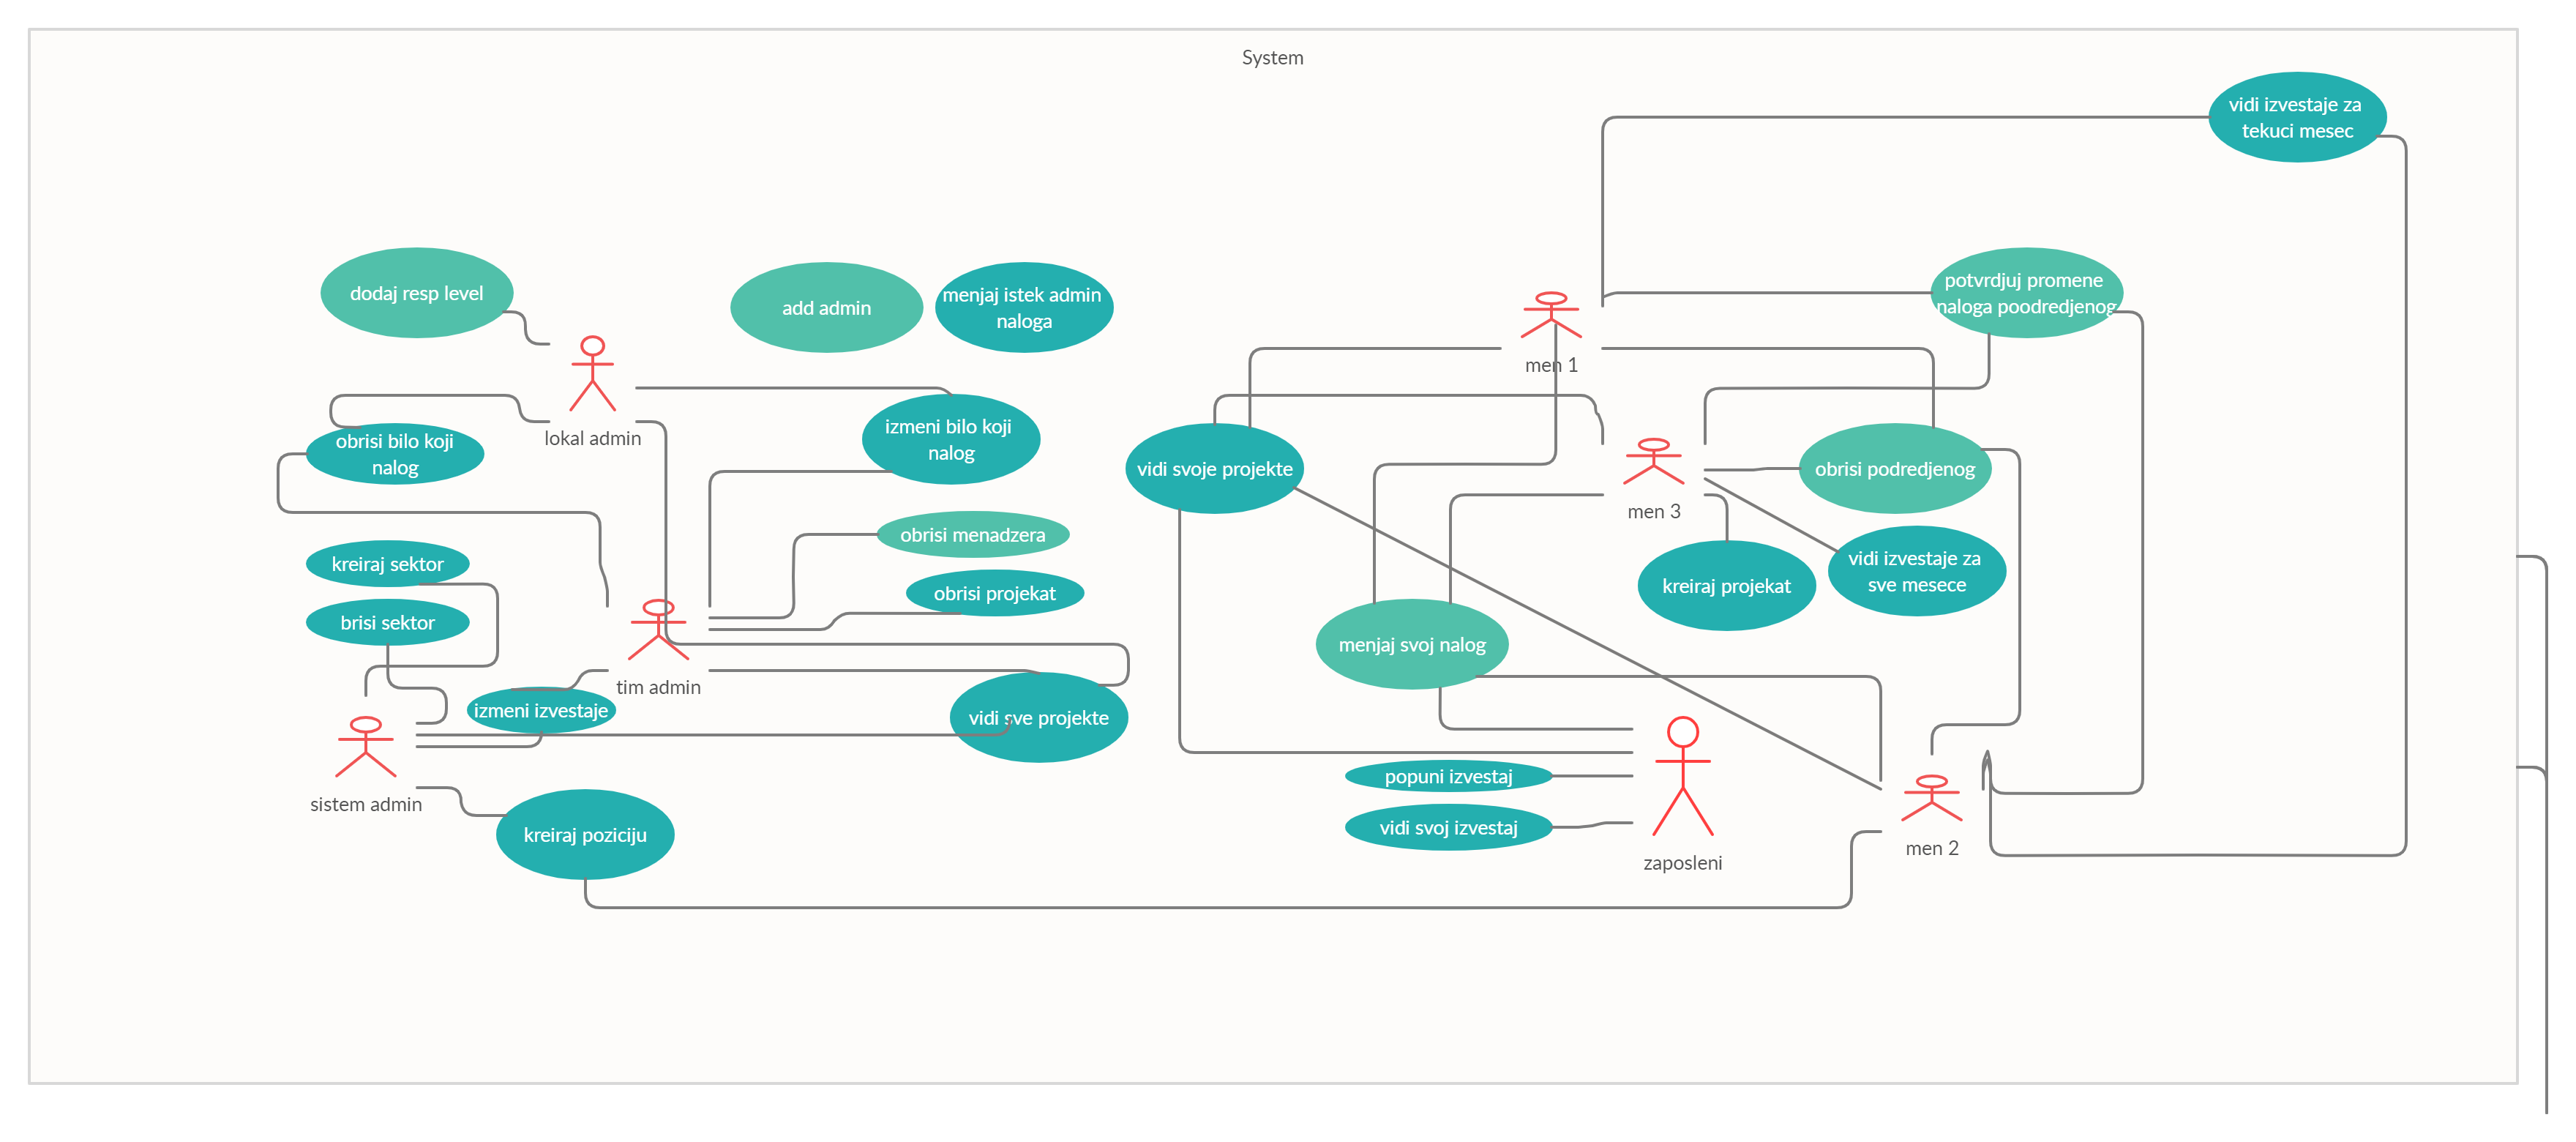 System
vidi izvestaje za
tekuci mesec
dodaj resp level
add admin
menjaj istek admin
naloga
potvrdjuj promene
naloga poodredjenog
men 1
lokal admin
obrisi bilo koji
nalog
izmeni bilo koji
nalog
vidi svoje projekte
obrisi podredjenog
men 3
obrisi menadzera
kreiraj sektor
vidi izvestaje za
sve mesece
kreiraj projekat
obrisi projekat
brisi sektor
menjaj svoj nalog
tim admin
izmeni izvestaje
vidi sve projekte
popuni izvestaj
sistem admin
vidi svoj izvestaj
kreiraj poziciju
men 2
zaposleni